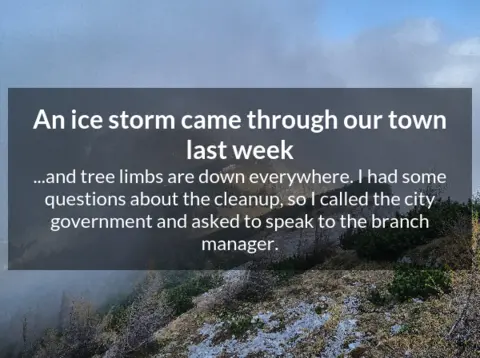 An ice storm came through our town
last week
...and tree limbs are down everywhere. I had some
questions about the cleanup, so I called the city
government and asked to speak to the branch
manager.